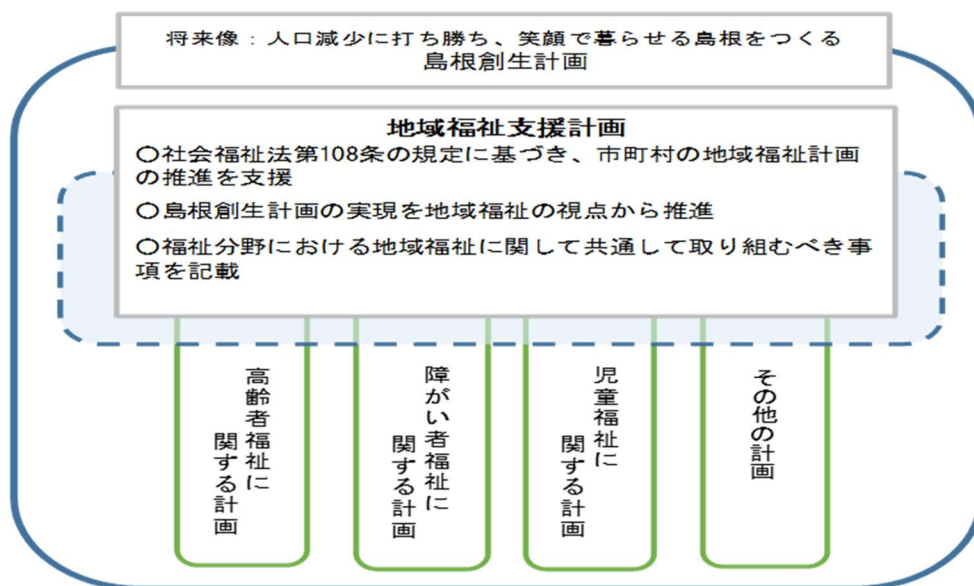 将来像：人口減少に打ち勝ち、笑顔で暮らせる島根をつくる
島根創生計画
地域福祉支援計画
〇社会福祉法第108条の規定に基づき、市町村の地域福祉計画
の推進を支援
〇島根創生計画の実現を地域福祉の視点から推進
〇福祉分野における地域福祉に関して共通して取り組むべき事
項を記載
高齢者福祉に
関する計画
障がい者福祉に
関する計画
児童福祉に
関する計画
その他の計画